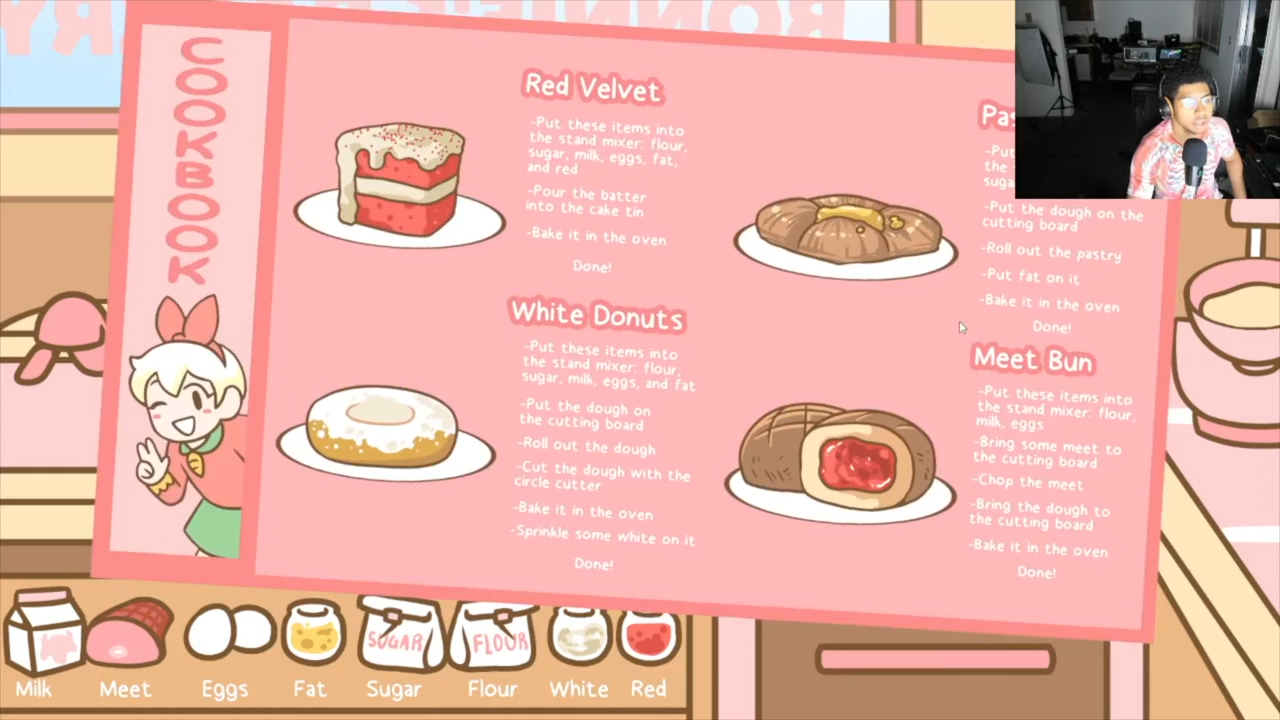 COOKBOOK
Red Velvet
-Put these items into
the stand mixer: flour,
sugar, milk, eggs, fat,
and red
-Pour the batter
into the cake tin
-Bake it in the oven
Done!
White Donuts
-Put these items into
the stand mixer: flour,
sugar, milk, eggs, and fat
-Put the dough on
the cutting board
-Roll out the dough
-Cut the dough with the
circle cutter
-Bake it in the oven
-Sprinkle some white on it
Done!
-Put the dough on the
cutting board
-Roll out the pastry
-Put fat on it
-Bake it in the oven
Done!
Meet Bun
-Put these items into
the stand mixer: flour,
milk, eggs
-Bring some meet to
the cutting board
-Chop the meet
-Bring the dough to
the cutting board
-Bake it in the oven
Done!
SUGAR
FLOUR
Milk
Meet
Eggs
Fat
Sugar
Flour
White
Red